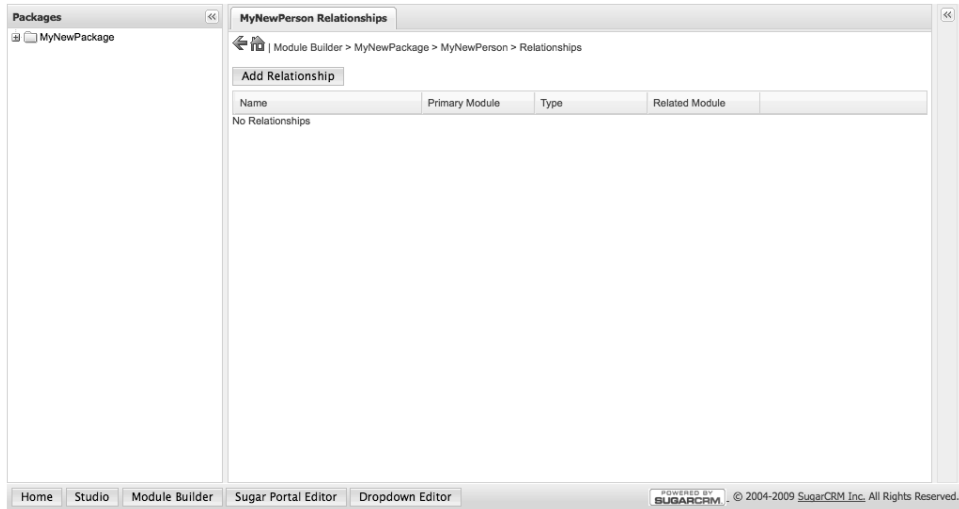 Packages
MyNewPackage
MyNewPerson Relationships
| Module Builder > MyNewPackage > MyNewPerson > Relationships
Add Relationship
Name Primary Module Type Related Module
No Relationships
Home Studio Module Builder Sugar Portal Editor Dropdown Editor
POWERED BY
SUGARCRM. © 2004-2009 SugarCRM Inc. All Rights Reserved.